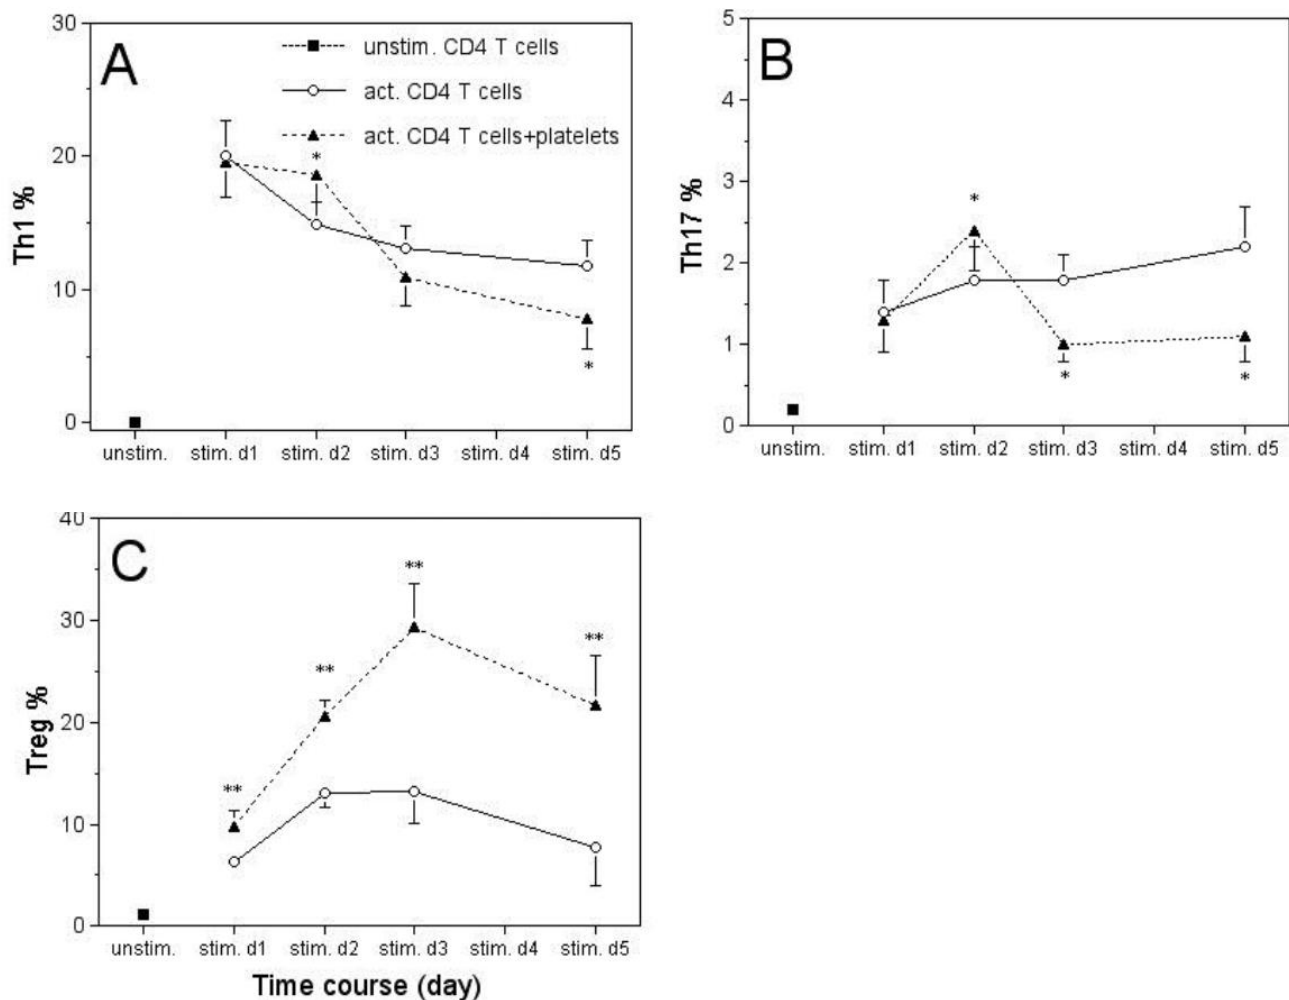 A
30
20
10
0
Th1 %
unstim. CD4 T cells
act. CD4 T cells
act. CD4 T cells+platelets
*
*
unstim. stim. d1 stim. d2 stim. d3 stim. d4 stim. d5
B
5
4
3
2
1
0
Th17 %
*
*
*
unstim. stim. d1 stim. d2 stim. d3 stim. d4 stim. d5
C
40
30
20
10
0
Treg %
**
**
**
**
unstim. stim. d1 stim. d2 stim. d3 stim. d4 stim. d5
Time course (day)